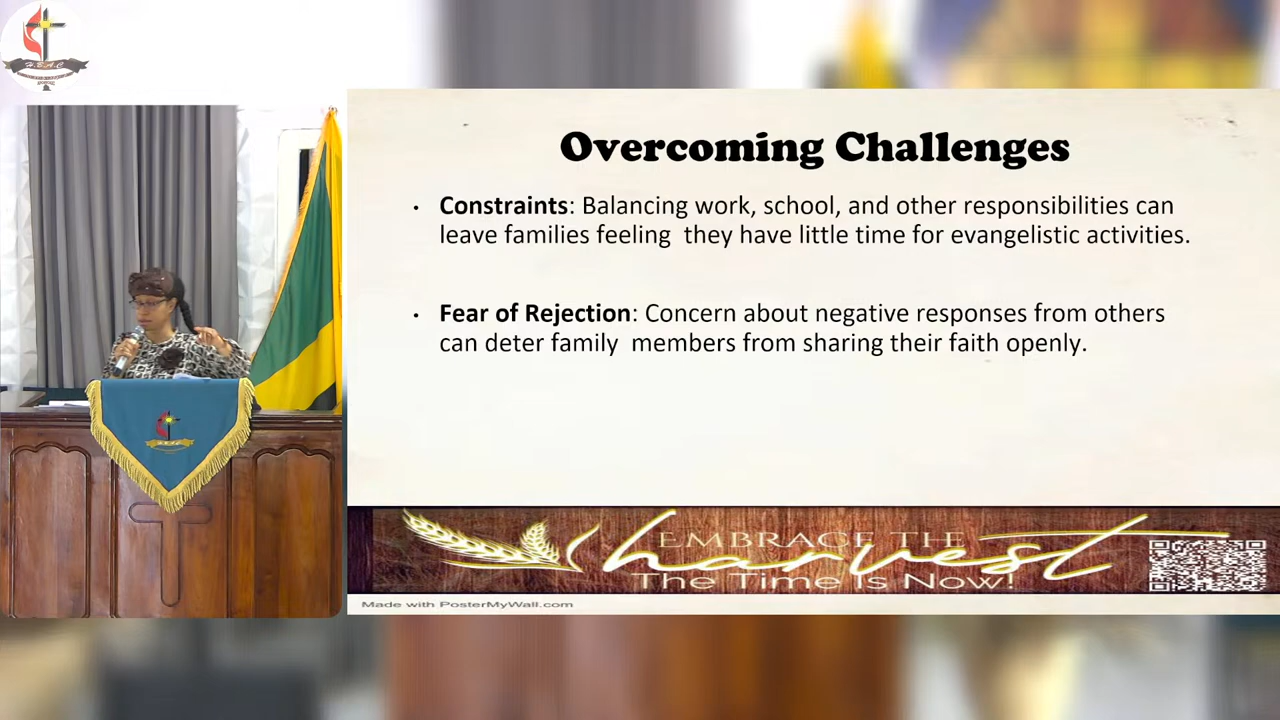 H.B.A.C
Overcoming Challenges
• Constraints: Balancing work, school, and other responsibilities can
leave families feeling they have little time for evangelistic activities.
• Fear of Rejection: Concern about negative responses from others
can deter family members from sharing their faith openly.
EMBRACE THE
harvest
The Time Is Now!
Made with PosterMyWall.com